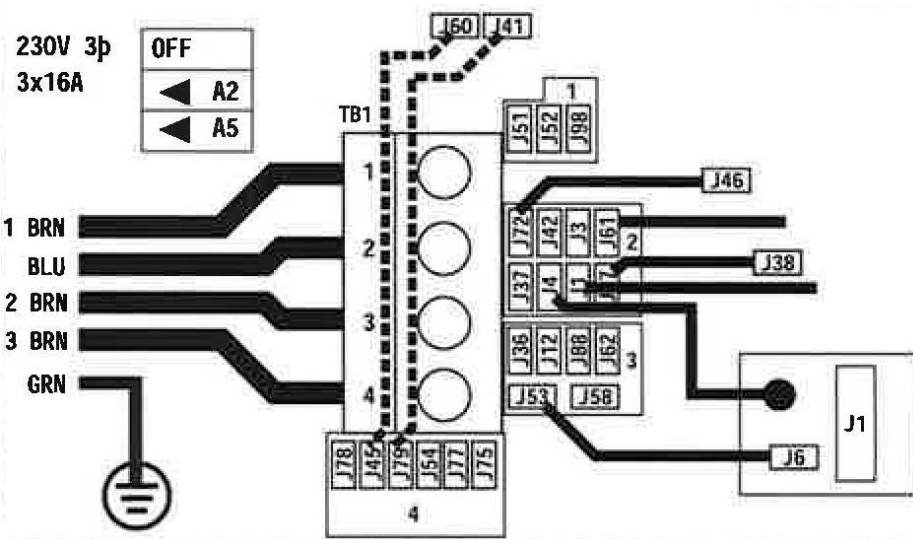 J60 J41
230V 3þ
3x16A
OFF
A2
A5
TB1
1
J51 J52 J98
1
2
3
4
J46
J72 J42 J3 J61
2
J37 J4 J1
J38
J36 J12 J88 J62
3
J53 J58
1 BRN
BLU
2 BRN
3 BRN
GRN
J1
J6
J78 J45 J79 J54 J77 J75
4